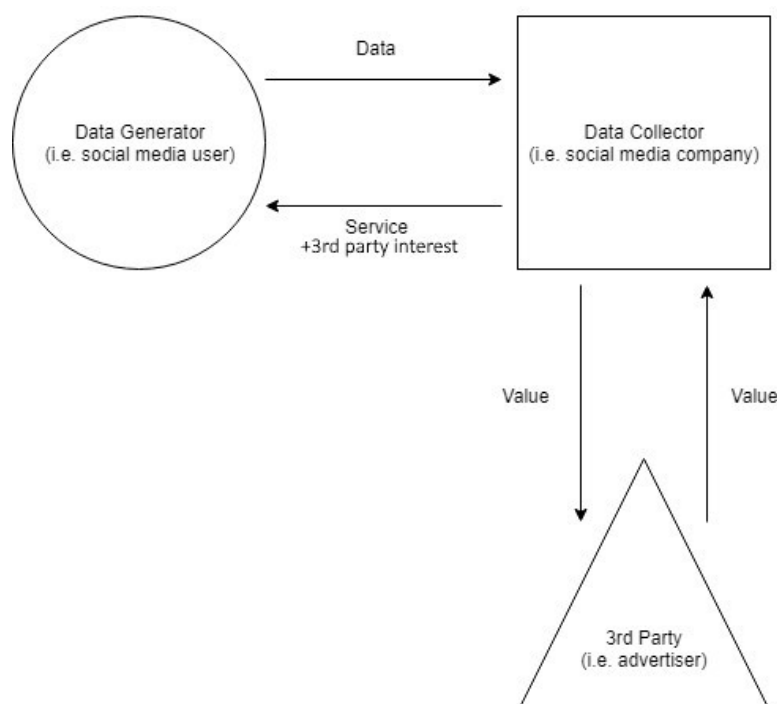 Data
Data Generator
(i.e. social media user)
Data Collector
(i.e. social media company)
Service
+3rd party interest
Value
Value
3rd Party
(i.e. advertiser)